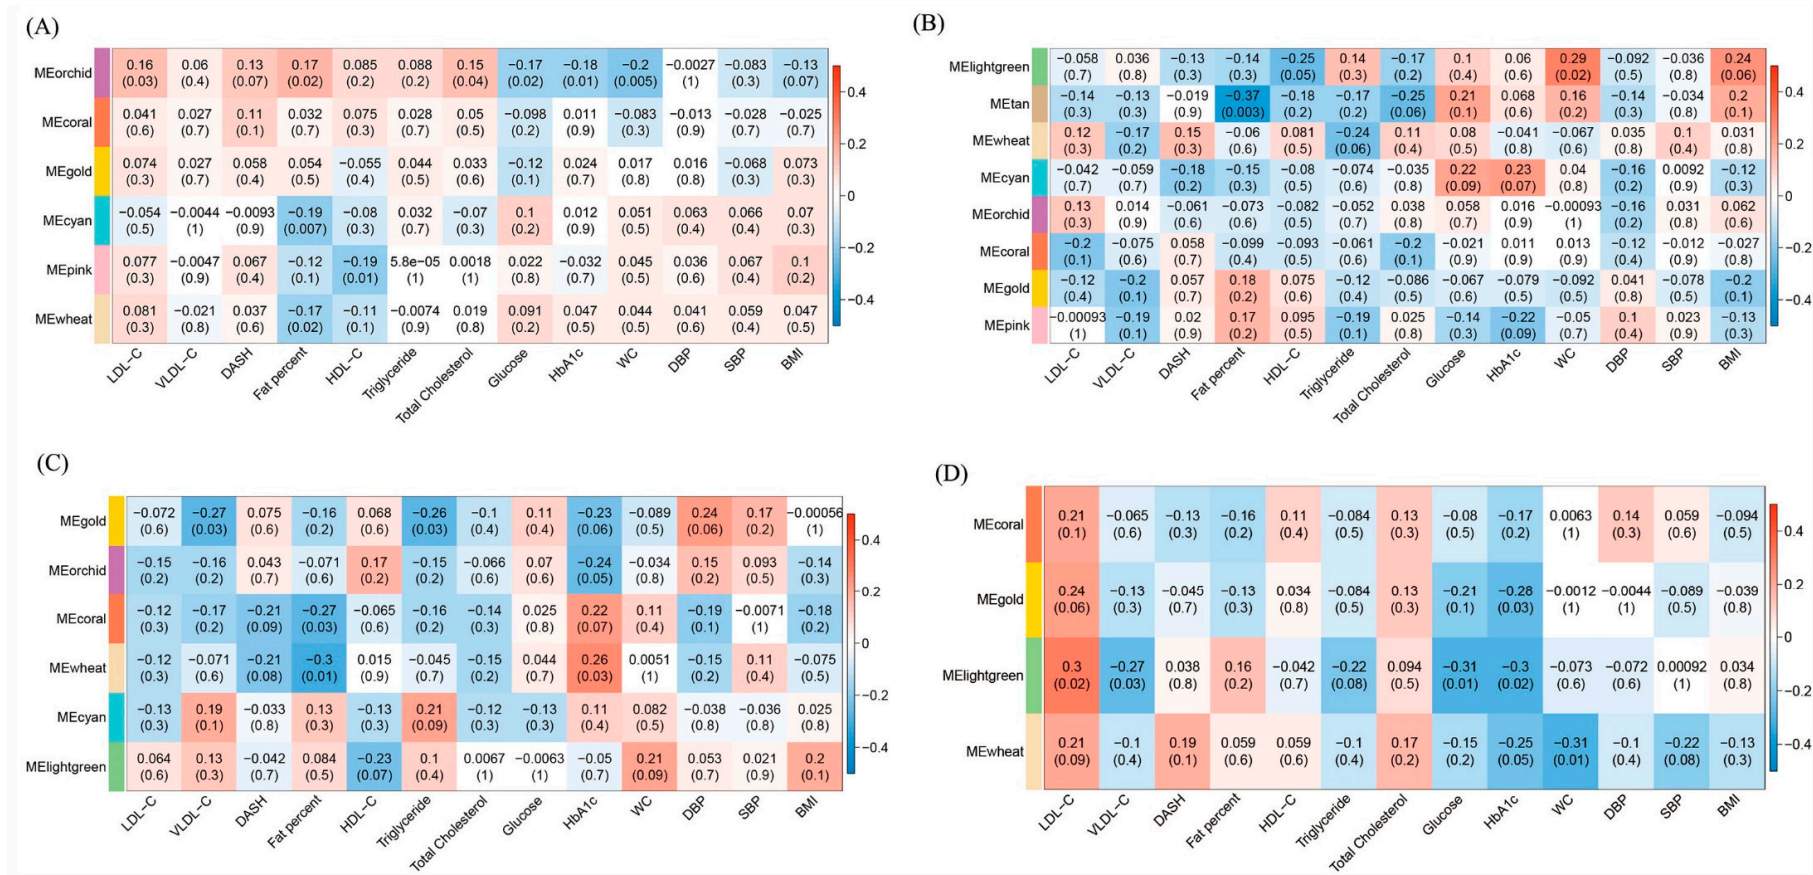 (A)
MEorchid 0.16 0.06 0.13 0.17 0.085 0.088 0.15 −0.17 −0.18 −0.2 −0.0027 −0.083 −0.13
(0.03) (0.4) (0.07) (0.02) (0.2) (0.2) (0.04) (0.02) (0.01) (0.005) (1) (0.3) (0.07)
MEcoral 0.041 0.027 0.11 0.032 0.075 0.028 0.05 −0.098 0.011 −0.083 −0.013 −0.028 −0.025
(0.6) (0.7) (0.1) (0.7) (0.3) (0.7) (0.5) (0.2) (0.9) (0.3) (0.9) (0.7) (0.7)
MEgold 0.074 0.027 0.058 0.054 −0.055 0.044 0.033 −0.12 0.024 0.017 0.016 −0.068 0.073
(0.3) (0.7) (0.4) (0.5) (0.4) (0.5) (0.6) (0.1) (0.7) (0.8) (0.8) (0.3) (0.3)
MEcyan −0.054 −0.0044 −0.0093 −0.19 −0.08 0.032 −0.07 0.1 0.012 0.051 0.063 0.066 0.07
(0.5) (1) (0.9) (0.007) (0.3) (0.7) (0.3) (0.2) (0.9) (0.5) (0.4) (0.4) (0.3)
MEpink 0.077 −0.0047 0.067 −0.12 −0.19 5.8e−05 0.0018 0.022 −0.032 0.045 0.036 0.067 0.1
(0.3) (0.9) (0.4) (0.1) (0.01) (1) (1) (0.8) (0.7) (0.5) (0.6) (0.4) (0.2)
MEwheat 0.081 −0.021 0.037 −0.17 −0.11 −0.0074 0.019 0.091 0.047 0.044 0.041 0.059 0.047
(0.3) (0.8) (0.6) (0.02) (0.1) (0.9) (0.8) (0.2) (0.5) (0.5) (0.6) (0.4) (0.5)
LDL−C VLDL−C DASH Fat percent HDL−C Triglyceride Total Cholesterol Glucose HbA1c WC DBP SBP BMI
0.4
0.2
0
−0.2
−0.4
(B)
MElightgreen −0.058 0.036 −0.13 −0.14 −0.25 0.14 −0.17 0.1 0.06 0.29 −0.092 −0.036 0.24
(0.7) (0.8) (0.3) (0.3) (0.05) (0.3) (0.2) (0.4) (0.6) (0.02) (0.5) (0.8) (0.06)
MEtan −0.14 −0.13 −0.019 −0.37 −0.18 −0.17 −0.25 0.21 0.068 0.16 −0.14 −0.034 0.2
(0.3) (0.3) (0.9) (0.003) (0.2) (0.2) (0.06) (0.1) (0.6) (0.2) (0.3) (0.8) (0.1)
MEwheat 0.12 −0.17 0.15 −0.06 0.081 −0.24 0.11 0.08 −0.041 −0.067 0.035 0.1 0.031
(0.3) (0.2) (0.3) (0.6) (0.5) (0.06) (0.4) (0.5) (0.8) (0.6) (0.8) (0.4) (0.8)
MEcyan −0.042 −0.059 −0.18 −0.15 −0.08 −0.074 −0.035 0.22 0.23 0.04 −0.16 0.0092 −0.12
(0.7) (0.7) (0.2) (0.3) (0.5) (0.6) (0.8) (0.09) (0.07) (0.8) (0.2) (0.9) (0.3)
MEorchid 0.13 0.014 −0.061 −0.073 −0.082 −0.052 0.038 0.058 0.016 −0.00093 −0.16 0.031 0.062
(0.3) (0.9) (0.6) (0.6) (0.5) (0.7) (0.8) (0.7) (0.9) (1) (0.2) (0.8) (0.6)
MEcoral −0.2 −0.075 0.058 −0.099 −0.093 −0.061 −0.2 −0.021 0.011 0.013 −0.12 −0.012 −0.027
(0.1) (0.6) (0.7) (0.4) (0.5) (0.6) (0.1) (0.9) (0.9) (0.9) (0.4) (0.9) (0.8)
MEgold −0.12 −0.2 0.057 0.18 0.075 −0.12 −0.086 −0.067 −0.079 −0.092 0.041 −0.078 −0.2
(0.4) (0.1) (0.7) (0.2) (0.6) (0.4) (0.5) (0.6) (0.5) (0.5) (0.8) (0.5) (0.1)
MEpink −0.00093 −0.19 0.02 0.17 0.095 −0.19 0.025 −0.14 −0.22 −0.05 0.1 0.023 −0.13
(1) (0.1) (0.9) (0.2) (0.5) (0.1) (0.8) (0.3) (0.09) (0.7) (0.4) (0.9) (0.3)
LDL−C VLDL−C DASH Fat percent HDL−C Triglyceride Total Cholesterol Glucose HbA1c WC DBP SBP BMI
0.4
0.2
0
−0.2
−0.4
(C)
MEgold −0.072 −0.27 0.075 −0.16 0.068 −0.26 −0.1 0.11 −0.23 −0.089 0.24 0.17 −0.00056
(0.6) (0.03) (0.6) (0.2) (0.6) (0.03) (0.4) (0.4) (0.06) (0.5) (0.06) (0.2) (1)
MEorchid −0.15 −0.16 0.043 −0.071 0.17 −0.15 −0.066 0.07 −0.24 −0.034 0.15 0.093 −0.14
(0.2) (0.2) (0.7) (0.6) (0.2) (0.2) (0.6) (0.6) (0.05) (0.8) (0.2) (0.5) (0.3)
MEcoral −0.12 −0.17 −0.21 −0.27 −0.065 −0.16 −0.14 0.025 0.22 0.11 −0.19 −0.0071 −0.18
(0.3) (0.2) (0.09) (0.03) (0.6) (0.2) (0.3) (0.8) (0.07) (0.4) (0.1) (1) (0.2)
MEwheat −0.12 −0.071 −0.21 −0.3 0.015 −0.045 −0.15 0.044 0.26 0.0051 −0.15 0.11 −0.075
(0.3) (0.6) (0.08) (0.01) (0.9) (0.7) (0.2) (0.7) (0.03) (1) (0.2) (0.4) (0.5)
MEcyan −0.13 0.19 −0.033 0.13 −0.13 0.21 −0.12 −0.13 0.11 0.082 −0.038 −0.036 0.025
(0.3) (0.1) (0.8) (0.3) (0.3) (0.09) (0.3) (0.3) (0.4) (0.5) (0.8) (0.8) (0.8)
MElightgreen 0.064 0.13 −0.042 0.084 −0.23 0.1 0.0067 −0.0063 −0.05 0.21 0.053 0.021 0.2
(0.6) (0.3) (0.7) (0.5) (0.07) (0.4) (1) (1) (0.7) (0.09) (0.7) (0.9) (0.1)
LDL−C VLDL−C DASH Fat percent HDL−C Triglyceride Total Cholesterol Glucose HbA1c WC DBP SBP BMI
0.4
0.2
0
−0.2
−0.4
(D)
MEcoral 0.21 −0.065 −0.13 −0.16 0.11 −0.084 0.13 −0.08 −0.17 0.0063 0.14 0.059 −0.094
(0.1) (0.6) (0.3) (0.2) (0.4) (0.5) (0.3) (0.5) (0.2) (1) (0.3) (0.6) (0.5)
MEgold 0.24 −0.13 −0.045 −0.13 0.034 −0.084 0.13 −0.21 −0.28 −0.0012 −0.0044 −0.089 −0.039
(0.06) (0.3) (0.7) (0.3) (0.8) (0.5) (0.3) (0.1) (0.03) (1) (1) (0.5) (0.8)
MElightgreen 0.3 −0.27 0.038 0.16 −0.042 −0.22 0.094 −0.31 −0.3 −0.073 −0.072 0.00092 0.034
(0.02) (0.03) (0.8) (0.2) (0.7) (0.08) (0.5) (0.01) (0.02) (0.6) (0.6) (1) (0.8)
MEwheat 0.21 −0.1 0.19 0.059 0.059 −0.1 0.17 −0.15 −0.25 −0.31 −0.1 −0.22 −0.13
(0.09) (0.4) (0.1) (0.6) (0.6) (0.4) (0.2) (0.2) (0.05) (0.01) (0.4) (0.08) (0.3)
LDL−C VLDL−C DASH Fat percent HDL−C Triglyceride Total Cholesterol Glucose HbA1c WC DBP SBP BMI
0.4
0.2
0
−0.2
−0.4